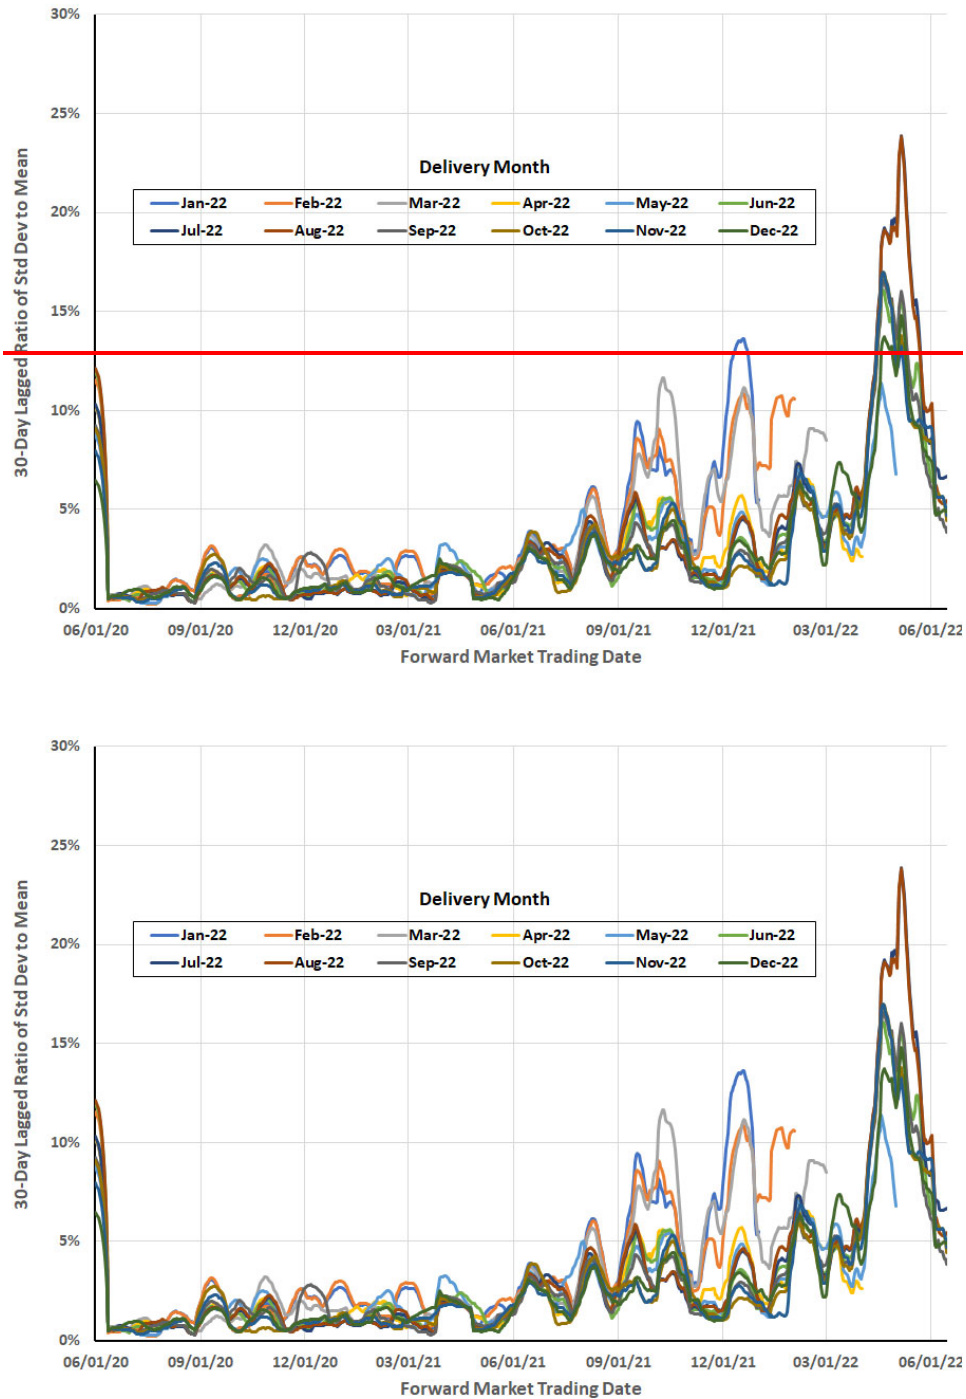 30%
25%
20%
15%
10%
5%
0%
30-Day Lagged Ratio of Std Dev to Mean
Delivery Month
Jan-22 Feb-22 Mar-22 Apr-22 May-22 Jun-22
Jul-22 Aug-22 Sep-22 Oct-22 Nov-22 Dec-22
06/01/20 09/01/20 12/01/20 03/01/21 06/01/21 09/01/21 12/01/21 03/01/22 06/01/22
Forward Market Trading Date
30%
25%
20%
15%
10%
5%
0%
30-Day Lagged Ratio of Std Dev to Mean
Delivery Month
Jan-22 Feb-22 Mar-22 Apr-22 May-22 Jun-22
Jul-22 Aug-22 Sep-22 Oct-22 Nov-22 Dec-22
06/01/20 09/01/20 12/01/20 03/01/21 06/01/21 09/01/21 12/01/21 03/01/22 06/01/22
Forward Market Trading Date